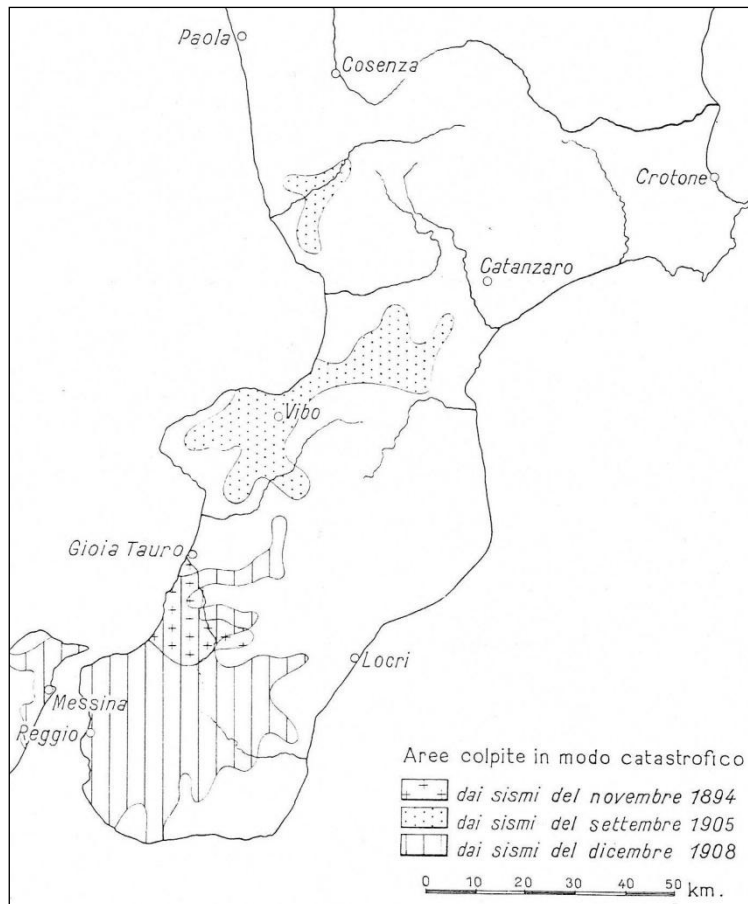 Paola
Cosenza
Crotone
Catanzaro
Vibo
Gioia Tauro
Locri
Messina
Reggio
Aree colpite in modo catastrofico
dai sismi del novembre 1894
dai sismi del settembre 1905
dai sismi del dicembre 1908
0 10 20 30 40 50 km.